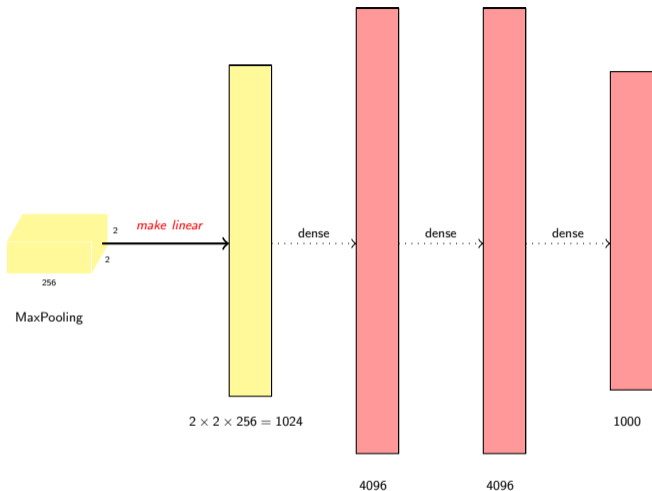 make linear
2
2
256
MaxPooling
dense
dense
dense
2 × 2 × 256 = 1024
4096
4096
1000